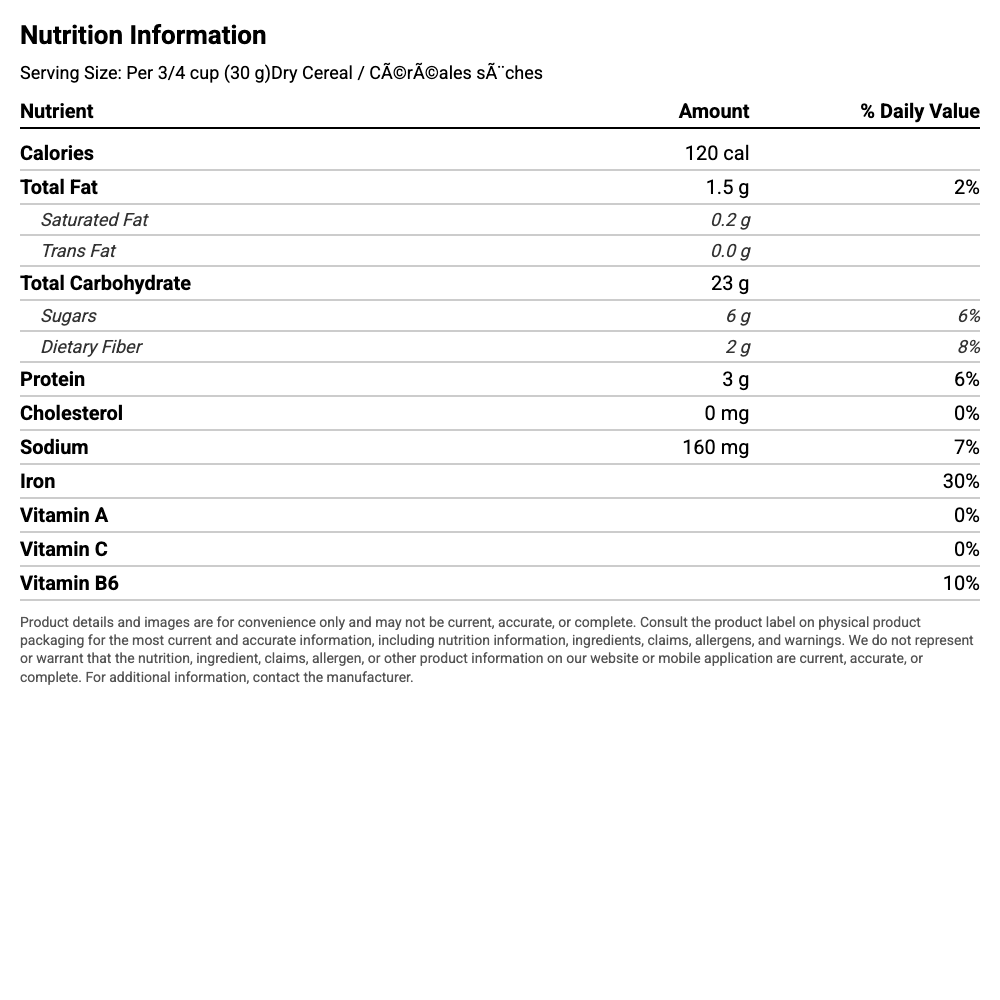 Nutrition Information
Serving Size: Per 3/4 cup (30 g)Dry Cereal / CÃ©rÃ©ales sÃ¨ches
Nutrient Amount % Daily Value
Calories 120 cal
Total Fat 1.5 g 2%
Saturated Fat 0.2 g
Trans Fat 0.0 g
Total Carbohydrate 23 g
Sugars 6 g 6%
Dietary Fiber 2 g 8%
Protein 3 g 6%
Cholesterol 0 mg 0%
Sodium 160 mg 7%
Iron 30%
Vitamin A 0%
Vitamin C 0%
Vitamin B6 10%
Product details and images are for convenience only and may not be current, accurate, or complete. Consult the product label on physical product
packaging for the most current and accurate information, including nutrition information, ingredients, claims, allergens, and warnings. We do not represent
or warrant that the nutrition, ingredient, claims, allergen, or other product information on our website or mobile application are current, accurate, or
complete. For additional information, contact the manufacturer.